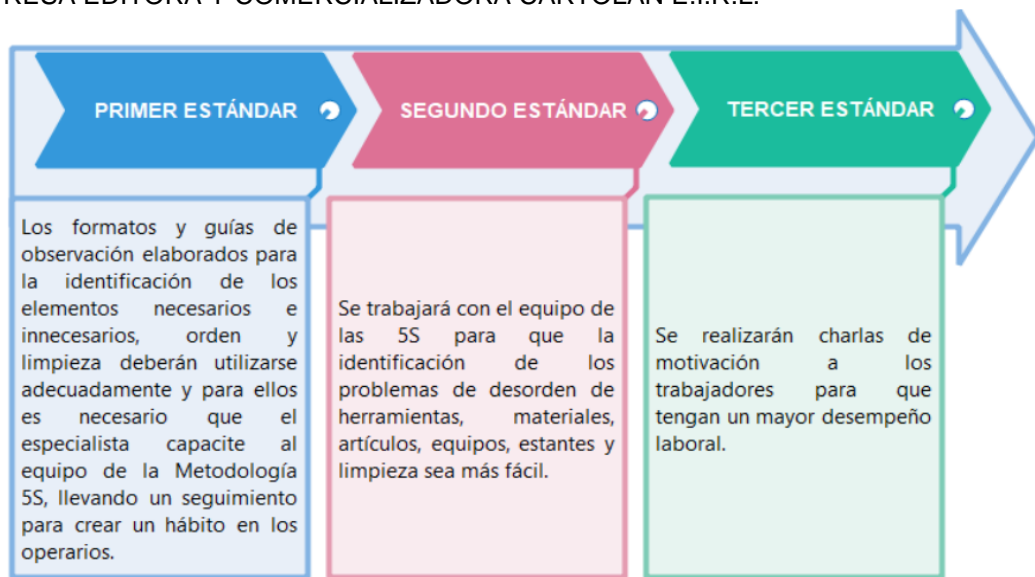 PRIMER ESTÁNDAR
SEGUNDO ESTÁNDAR
TERCER ESTÁNDAR
Los formatos y guías de
observación elaborados para
la identificación de los
elementos necesarios e
innecesarios, orden y
limpieza deberán utilizarse
adecuadamente y para ellos
es necesario que el
especialista capacite al
equipo de la Metodología
5S, llevando un seguimiento
para crear un hábito en los
operarios.
Se trabajará con el equipo de
las 5S para que la
identificación de los
problemas de desorden de
herramientas, materiales,
artículos, equipos, estantes y
limpieza sea más fácil.
Se realizarán charlas de
motivación a los
trabajadores para que
tengan un mayor desempeño
laboral.